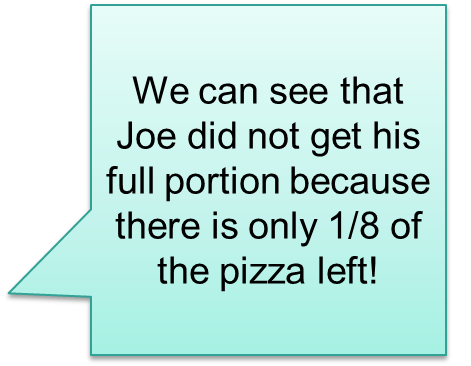 We can see that
Joe did not get his
full portion because
there is only 1/8 of
the pizza left!